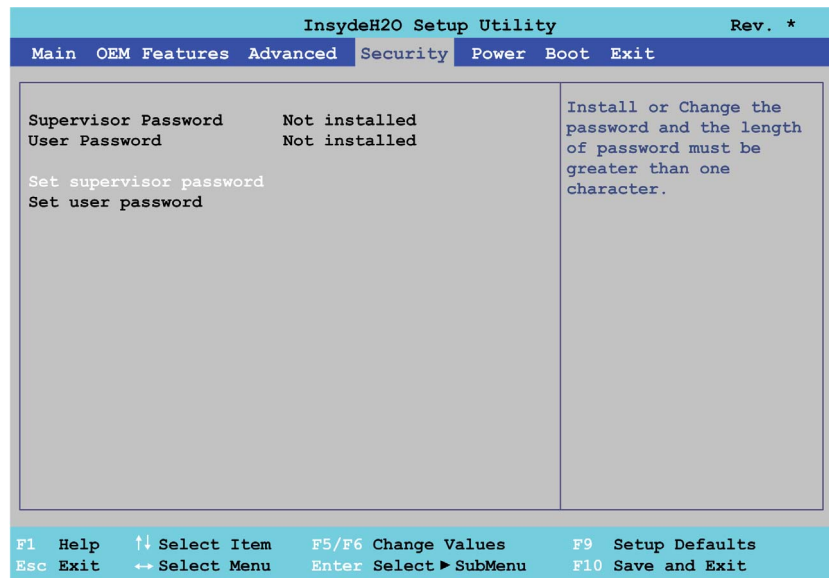 InsydeH2O Setup Utility Rev. *
Main OEM Features Advanced Security Power Boot Exit
Supervisor Password Not installed
User Password Not installed
Set supervisor password
Set user password
Install or Change the
password and the length
of password must be
greater than one
character.
F1 Help ↑↓ Select Item F5/F6 Change Values F9 Setup Defaults
Esc Exit ↔ Select Menu Enter Select ► SubMenu F10 Save and Exit